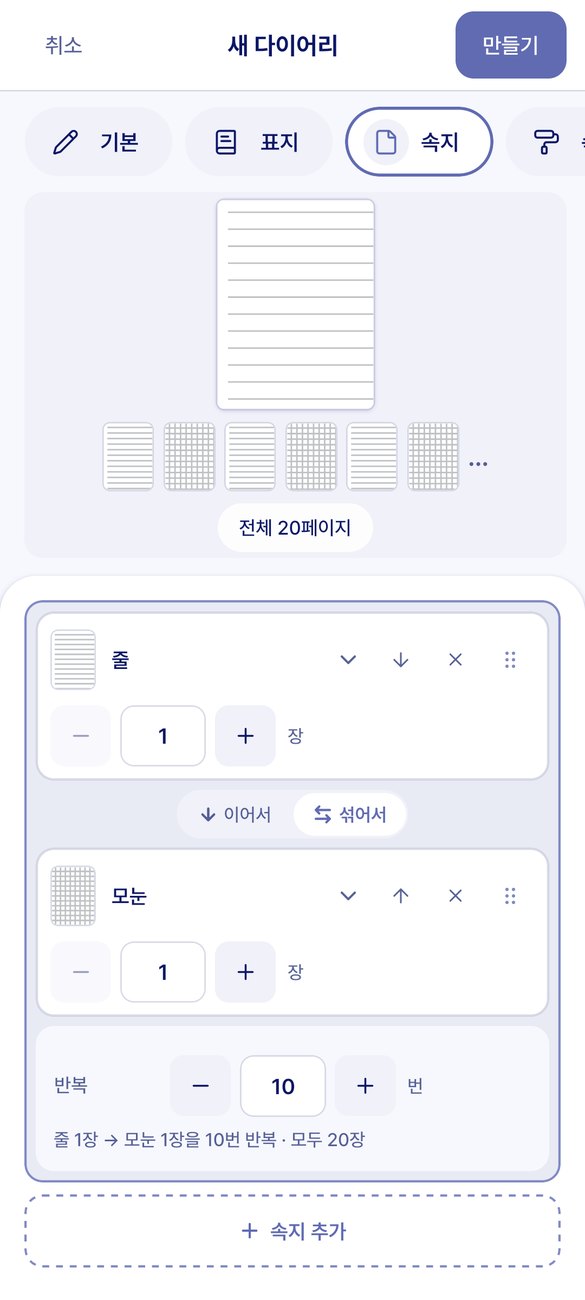 취소
새 다이어리
만들기
기본
표지
속지
...
전체 20페이지
줄
1
장
이어서
섞어서
모눈
1
장
반복
10
번
줄 1장 → 모눈 1장을 10번 반복 · 모두 20장
+ 속지 추가